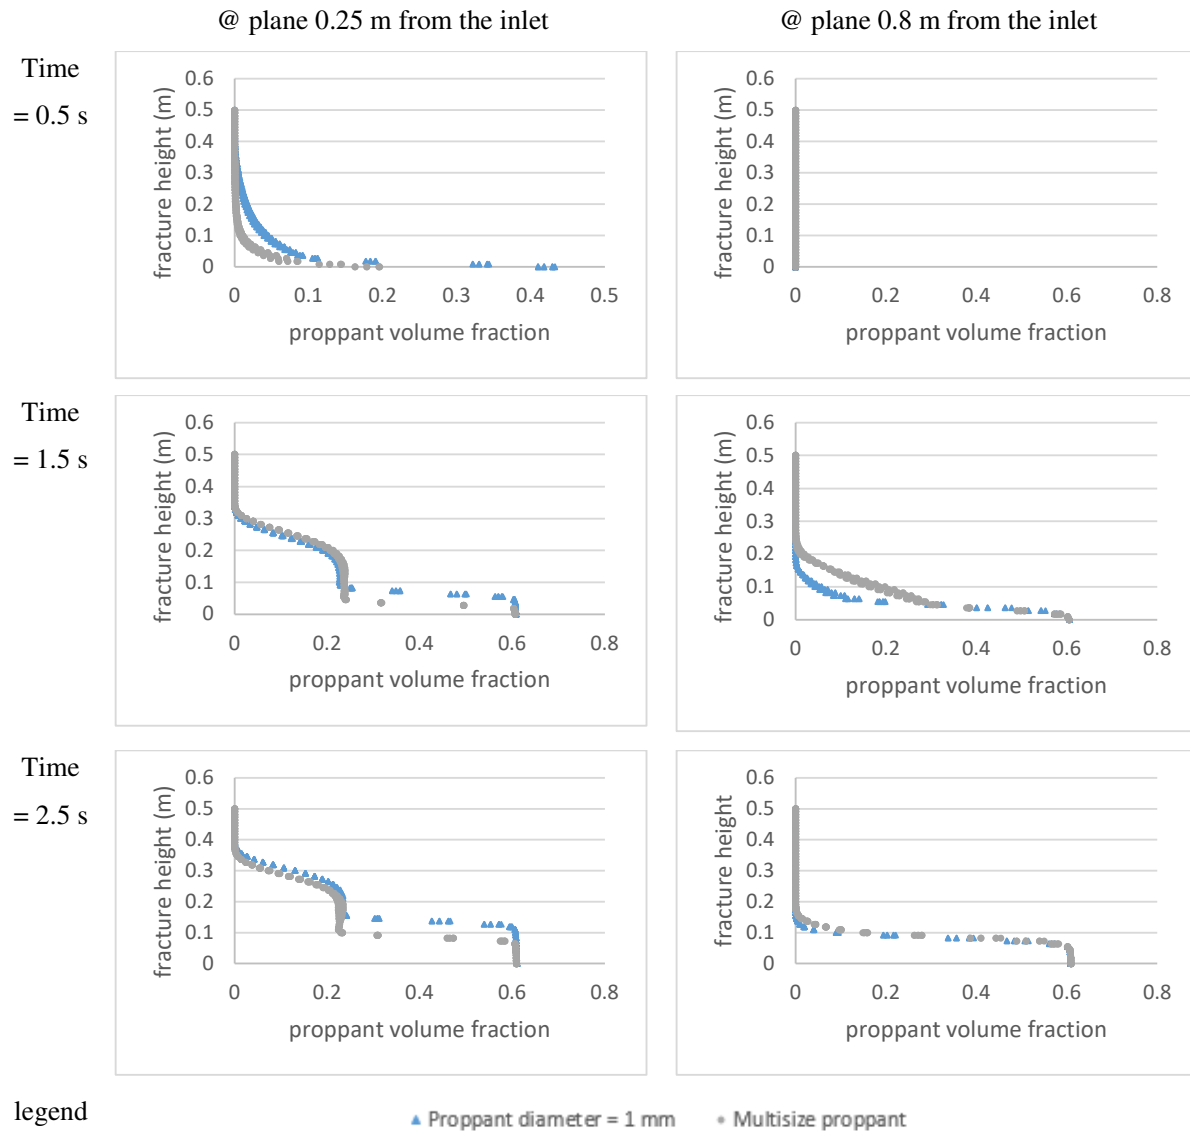 @ plane 0.25 m from the inlet
@ plane 0.8 m from the inlet
Time
= 0.5 s
fracture height (m)
0.6
0.5
0.4
0.3
0.2
0.1
0
0 0.1 0.2 0.3 0.4 0.5
proppant volume fraction
fracture height (m)
0.6
0.5
0.4
0.3
0.2
0.1
0
0 0.2 0.4 0.6 0.8
proppant volume fraction
Time
= 1.5 s
fracture height (m)
0.6
0.5
0.4
0.3
0.2
0.1
0
0 0.2 0.4 0.6 0.8
proppant volume fraction
fracture height (m)
0.6
0.5
0.4
0.3
0.2
0.1
0
0 0.2 0.4 0.6 0.8
proppant volume fraction
Time
= 2.5 s
fracture height (m)
0.6
0.5
0.4
0.3
0.2
0.1
0
0 0.2 0.4 0.6 0.8
proppant volume fraction
fracture height
0.6
0.5
0.4
0.3
0.2
0.1
0
0 0.2 0.4 0.6 0.8
proppant volume fraction
legend
Proppant diameter = 1 mm
Multisize proppant